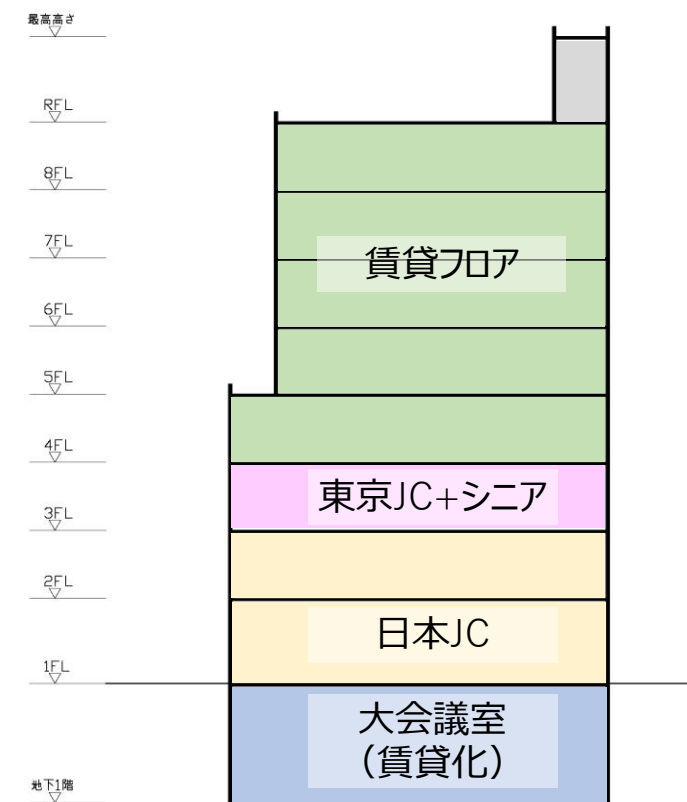 最高高さ
RFL
8FL
7FL
賃貸フロア
6FL
5FL
4FL
東京JC+シニア
3FL
2FL
日本JC
1FL
大会議室
(賃貸化)
地下1階